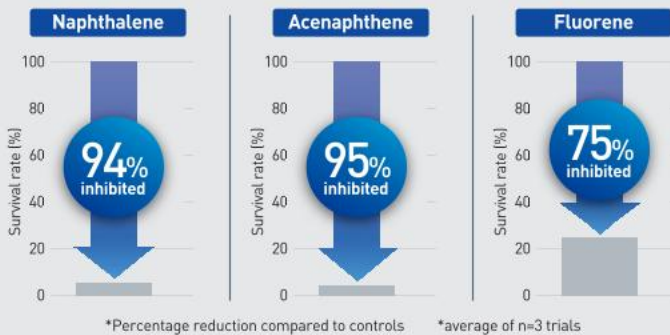 Naphthalene
Survival rate (%)
100
80
60
40
20
0
94%
inhibited
Acenaphthene
Survival rate (%)
100
80
60
40
20
0
95%
inhibited
Fluorene
Survival rate (%)
100
80
60
40
20
0
75%
inhibited
*Percentage reduction compared to controls *average of n=3 trials